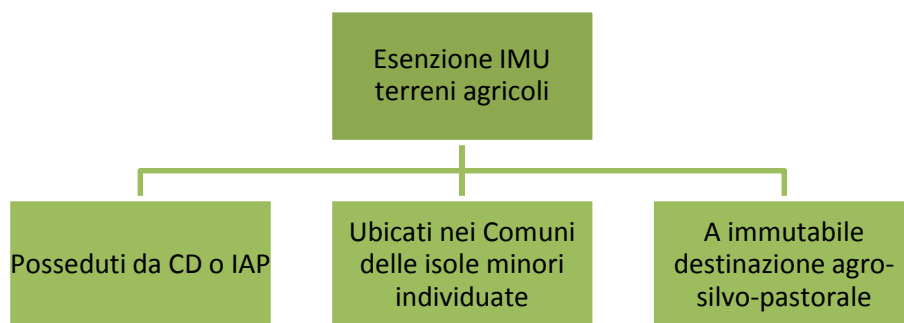 Esenzione IMU
terreni agricoli
Posseduti da CD o IAP
Ubicati nei Comuni
delle isole minori
individuate
A immutabile
destinazione agro-
silvo-pastorale